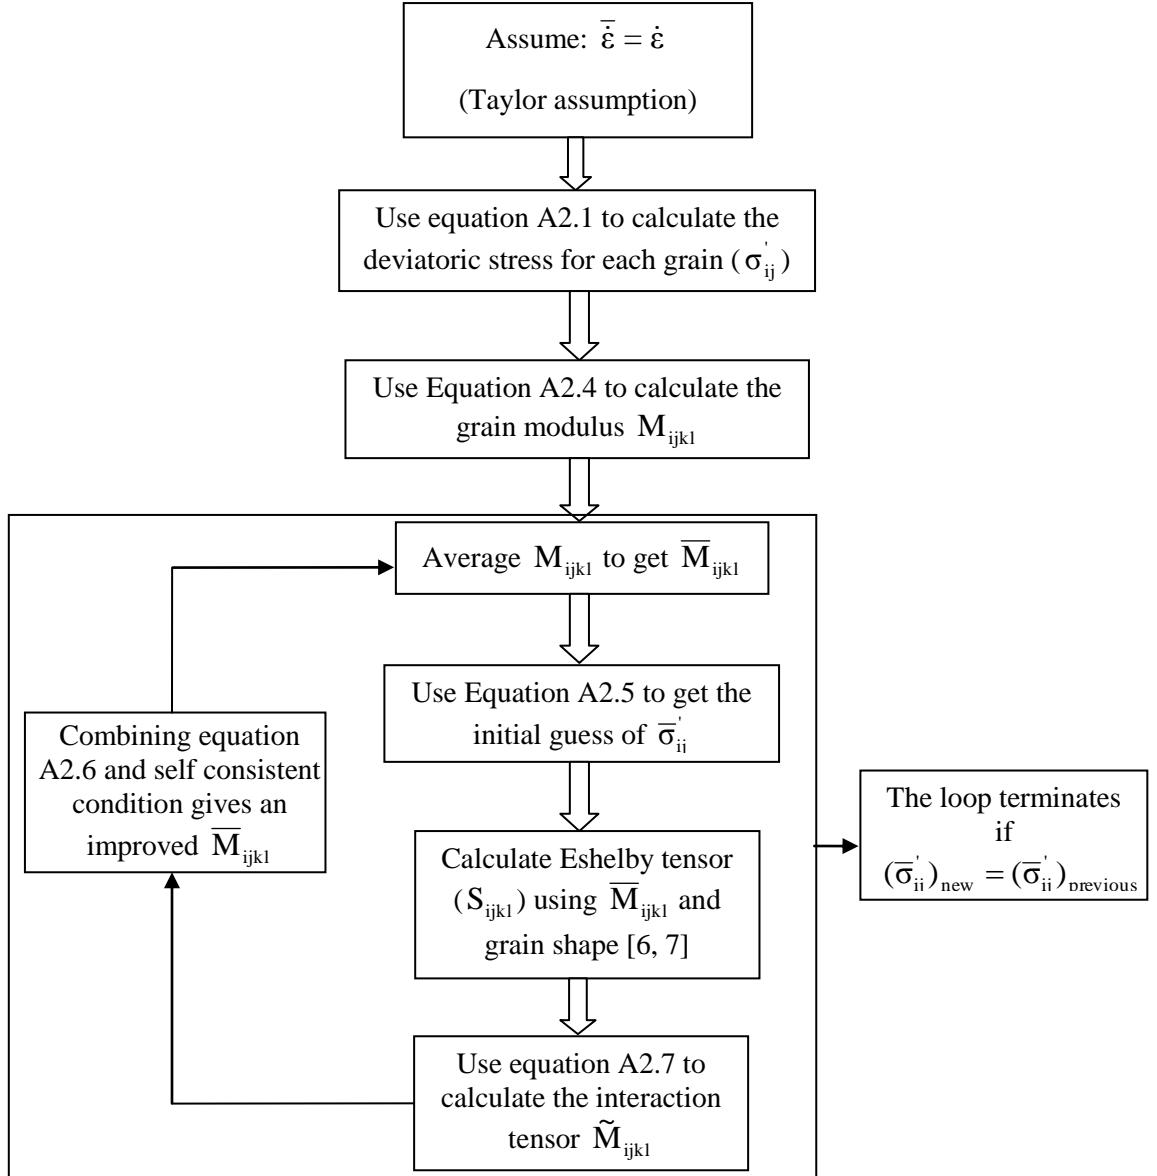 Assume: ε̇̄ = ε̇
(Taylor assumption)
Use equation A2.1 to calculate the
deviatoric stress for each grain (σ'ij)
Use Equation A2.4 to calculate the
grain modulus Mijkl
Average Mijkl to get M̄ijkl
Use Equation A2.5 to get the
initial guess of σ̄'ij
Combining equation
A2.6 and self consistent
condition gives an
improved M̄ijkl
Calculate Eshelby tensor
(Sijkl) using M̄ijkl and
grain shape [6, 7]
Use equation A2.7 to
calculate the interaction
tensor M̃ijkl
The loop terminates
if
(σ̄'ij)new = (σ̄'ij)previous